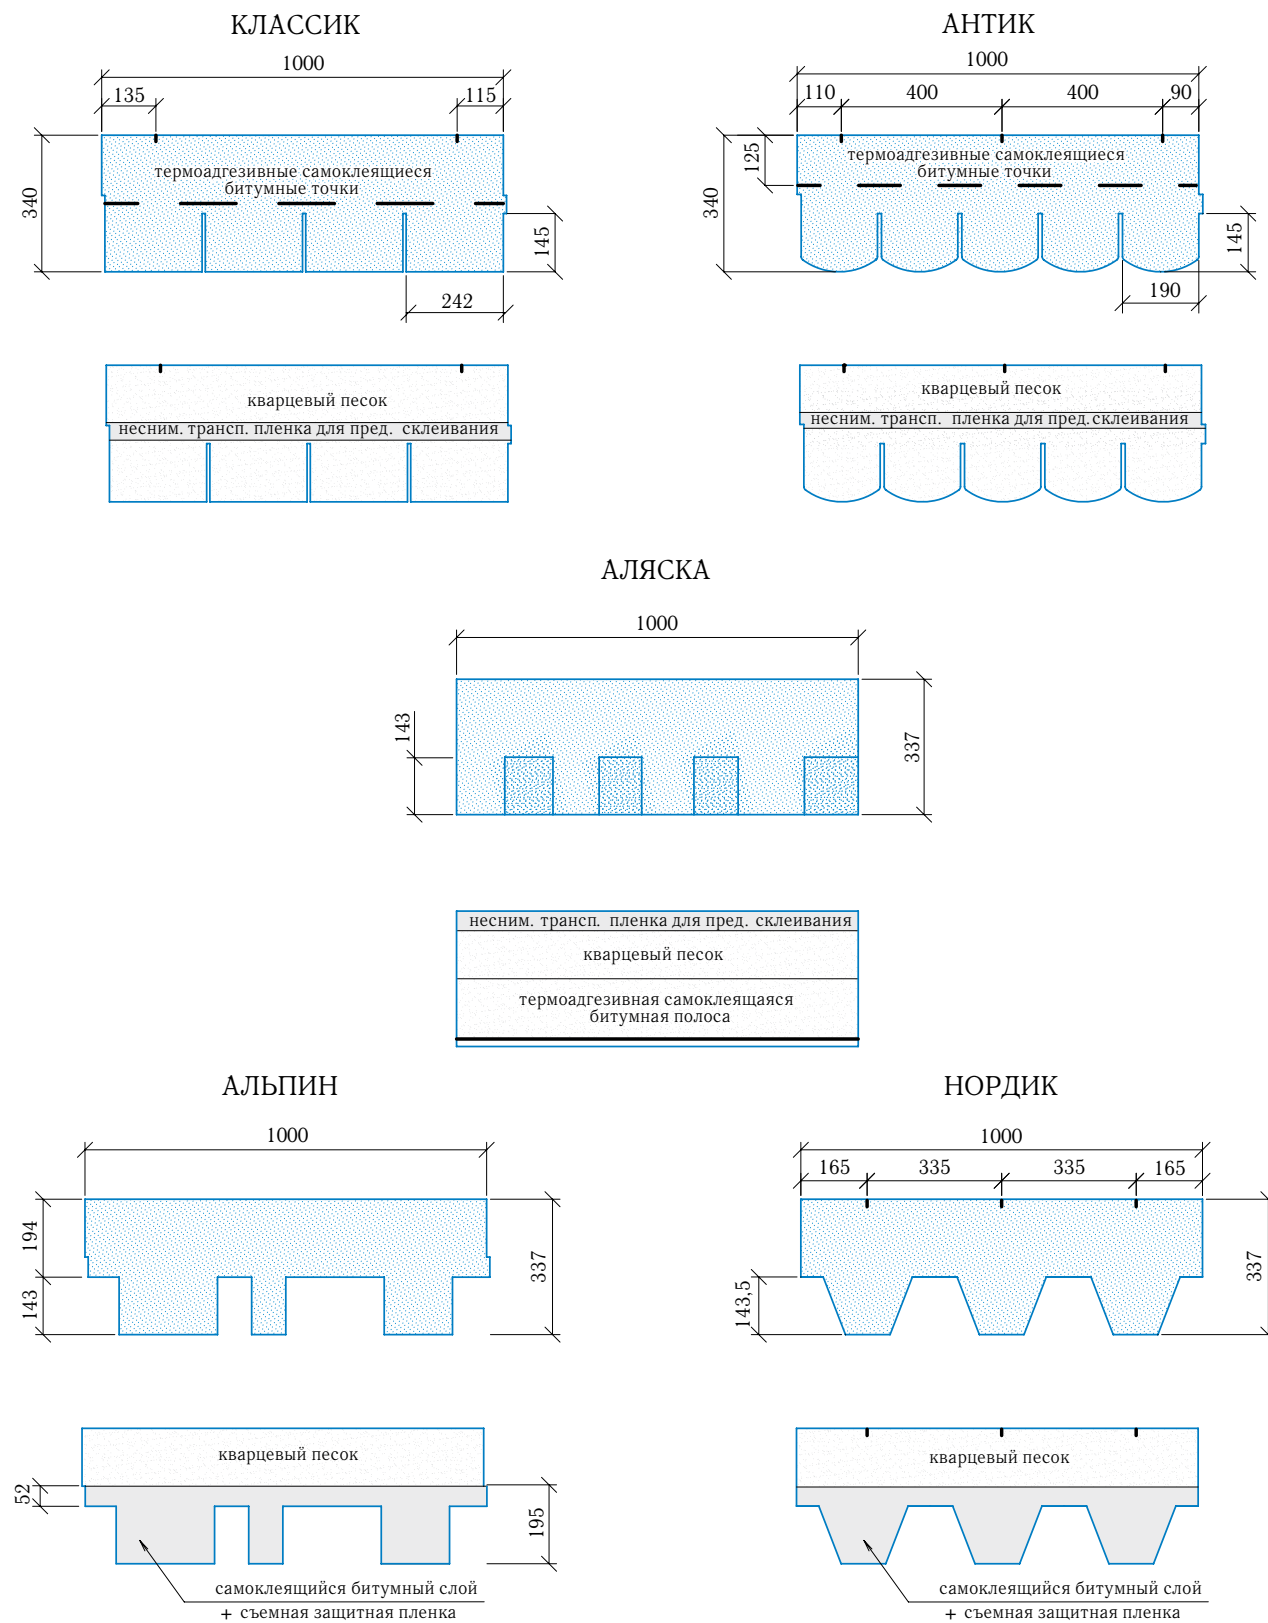 КЛАССИК
1000
135
115
термоадгезивные самоклеящиеся
битумные точки
340
145
242
кварцевый песок
несним. трансп. пленка для пред. склеивания
АНТИК
1000
110
400
400
90
125
термоадгезивные самоклеящиеся
битумные точки
340
145
190
кварцевый песок
несним. трансп. пленка для пред. склеивания
АЛЯСКА
1000
143
337
несним. трансп. пленка для пред. склеивания
кварцевый песок
термоадгезивная самоклеящаяся
битумная полоса
АЛЬПИН
1000
194
143
337
кварцевый песок
52
195
самоклеящийся битумный слой
+ съемная защитная пленка
НОРДИК
1000
165
335
335
165
143,5
337
кварцевый песок
самоклеящийся битумный слой
+ съемная защитная пленка